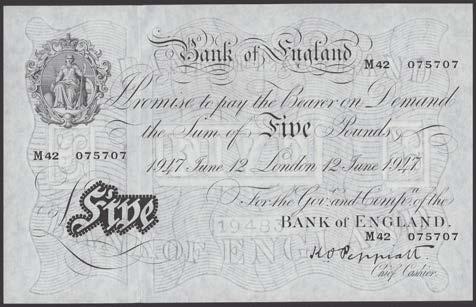 Bank of England
M42 075707
Promise to pay the Bearer on Demand
the Sum of Five Pounds
M42 075707
1947 June 12 London 12 June 1947
For the Govr. and Compa. of the
£Five
BANK OF ENGLAND.
M42 075707
K O Peppiatt
Chief Cashier.